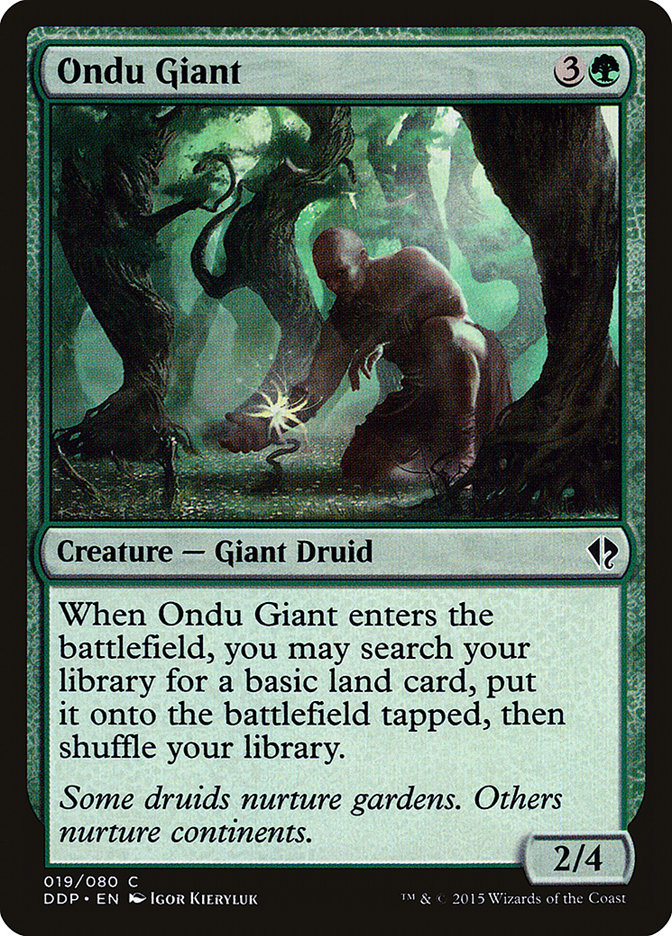 Ondu Giant 3
Creature — Giant Druid
When Ondu Giant enters the
battlefield, you may search your
library for a basic land card, put
it onto the battlefield tapped, then
shuffle your library.
Some druids nurture gardens. Others
nurture continents.
2/4
019/080 C
DDP • EN Igor Kieryluk ™ & © 2015 Wizards of the Coast